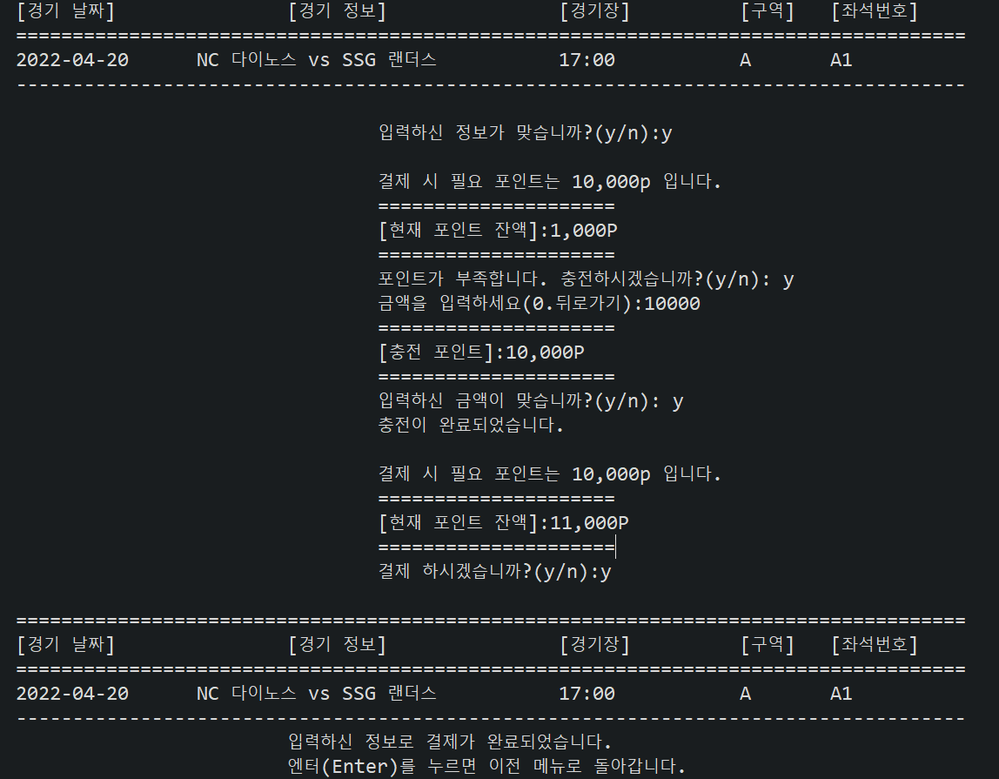 [경기 날짜] [경기 정보] [경기장] [구역] [좌석번호]
=====================================================================================
2022-04-20 NC 다이노스 vs SSG 랜더스 17:00 A A1
-------------------------------------------------------------------------------------
입력하신 정보가 맞습니까?(y/n):y
결제 시 필요 포인트는 10,000p 입니다.
=====================
[현재 포인트 잔액]:1,000P
=====================
포인트가 부족합니다. 충전하시겠습니까?(y/n): y
금액을 입력하세요(0.뒤로가기):10000
=====================
[충전 포인트]:10,000P
=====================
입력하신 금액이 맞습니까?(y/n): y
충전이 완료되었습니다.
결제 시 필요 포인트는 10,000p 입니다.
=====================
[현재 포인트 잔액]:11,000P
=====================
결제 하시겠습니까?(y/n):y
=====================================================================================
[경기 날짜] [경기 정보] [경기장] [구역] [좌석번호]
=====================================================================================
2022-04-20 NC 다이노스 vs SSG 랜더스 17:00 A A1
-------------------------------------------------------------------------------------
입력하신 정보로 결제가 완료되었습니다.
엔터(Enter)를 누르면 이전 메뉴로 돌아갑니다.